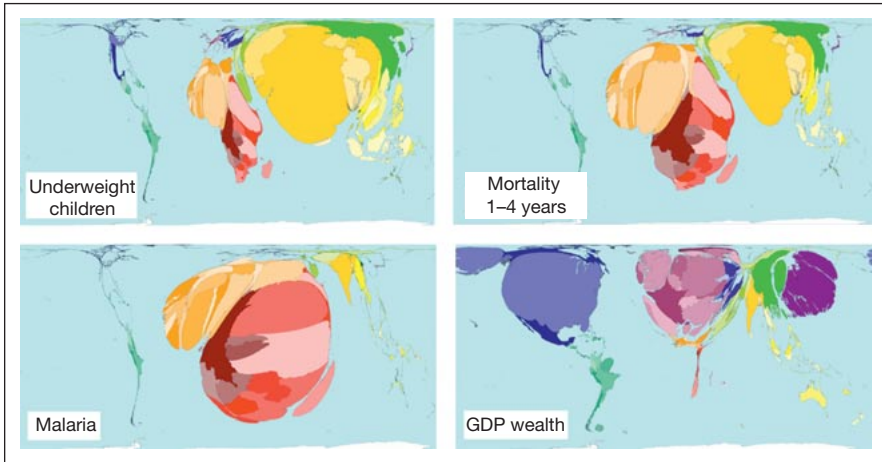 Underweight
children
Mortality
1–4 years
Malaria
GDP wealth